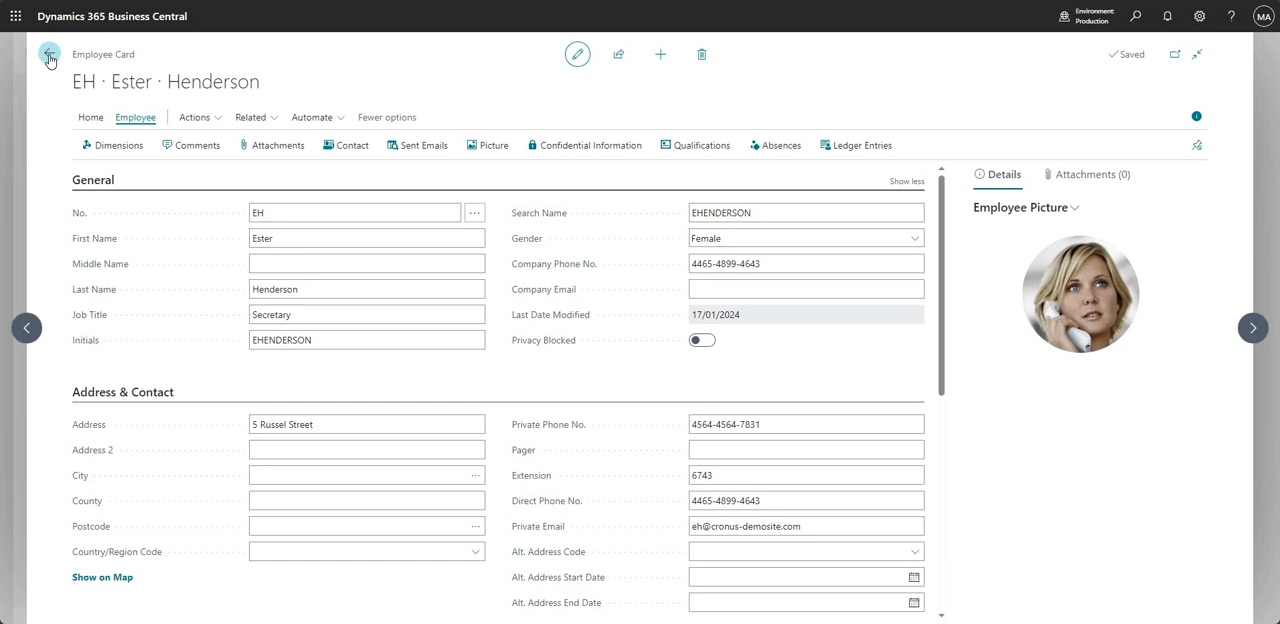 Dynamics 365 Business Central
Environment:
Production
MA
Employee Card
Saved
EH · Ester · Henderson
Home Employee Actions Related Automate Fewer options
Dimensions Comments Attachments Contact Sent Emails Picture Confidential Information Qualifications Absences Ledger Entries
General
Show less
No. EH
First Name Ester
Middle Name
Last Name Henderson
Job Title Secretary
Initials EHENDERSON
Search Name EHENDERSON
Gender Female
Company Phone No. 4465-4899-4643
Company Email
Last Date Modified 17/01/2024
Privacy Blocked
Address & Contact
Address 5 Russel Street
Address 2
City
County
Postcode
Country/Region Code
Show on Map
Private Phone No. 4564-4564-7831
Pager
Extension 6743
Direct Phone No. 4465-4899-4643
Private Email eh@cronus-demosite.com
Alt. Address Code
Alt. Address Start Date
Alt. Address End Date
Details Attachments (0)
Employee Picture